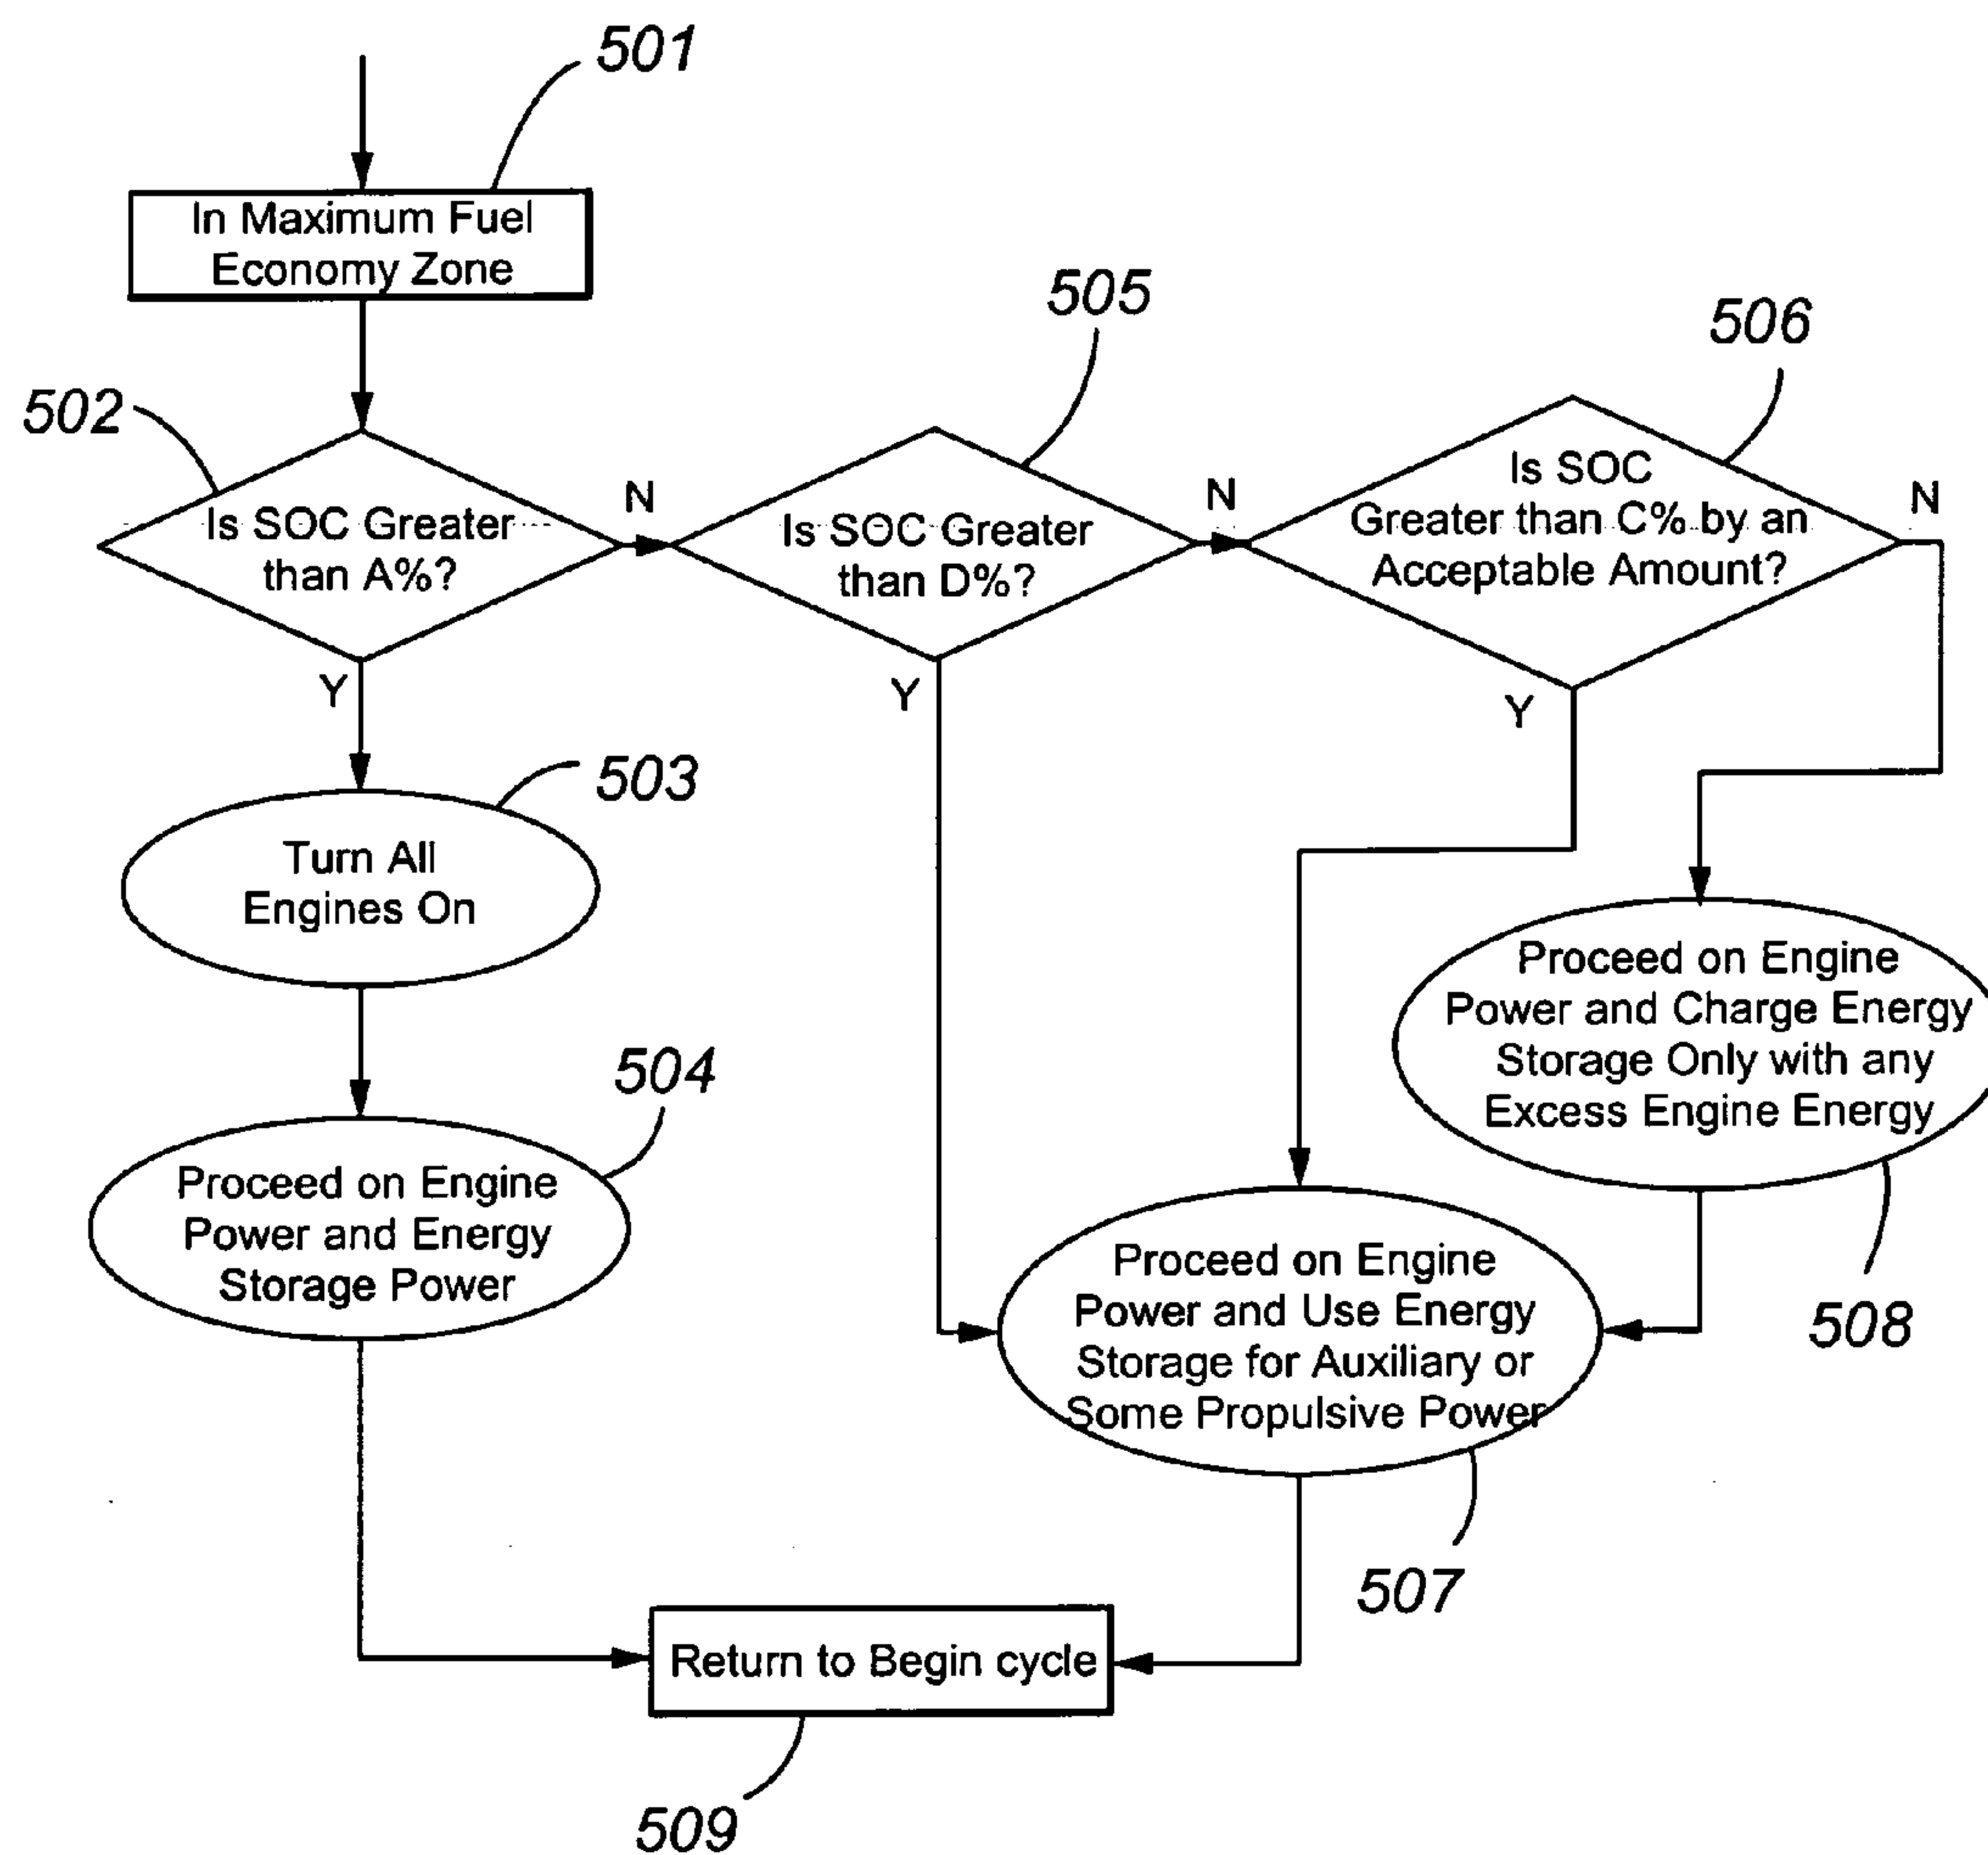 501
In Maximum Fuel
Economy Zone
502
Is SOC Greater
than A%?
N
505
Is SOC Greater
than D%?
N
506
Is SOC
Greater than C% by an
Acceptable Amount?
N
Y
Y
Y
503
Turn All
Engines On
504
Proceed on Engine
Power and Energy
Storage Power
Proceed on Engine
Power and Charge Energy
Storage Only with any
Excess Engine Energy
508
Proceed on Engine
Power and Use Energy
Storage for Auxiliary or
Some Propulsive Power
507
Return to Begin cycle
509